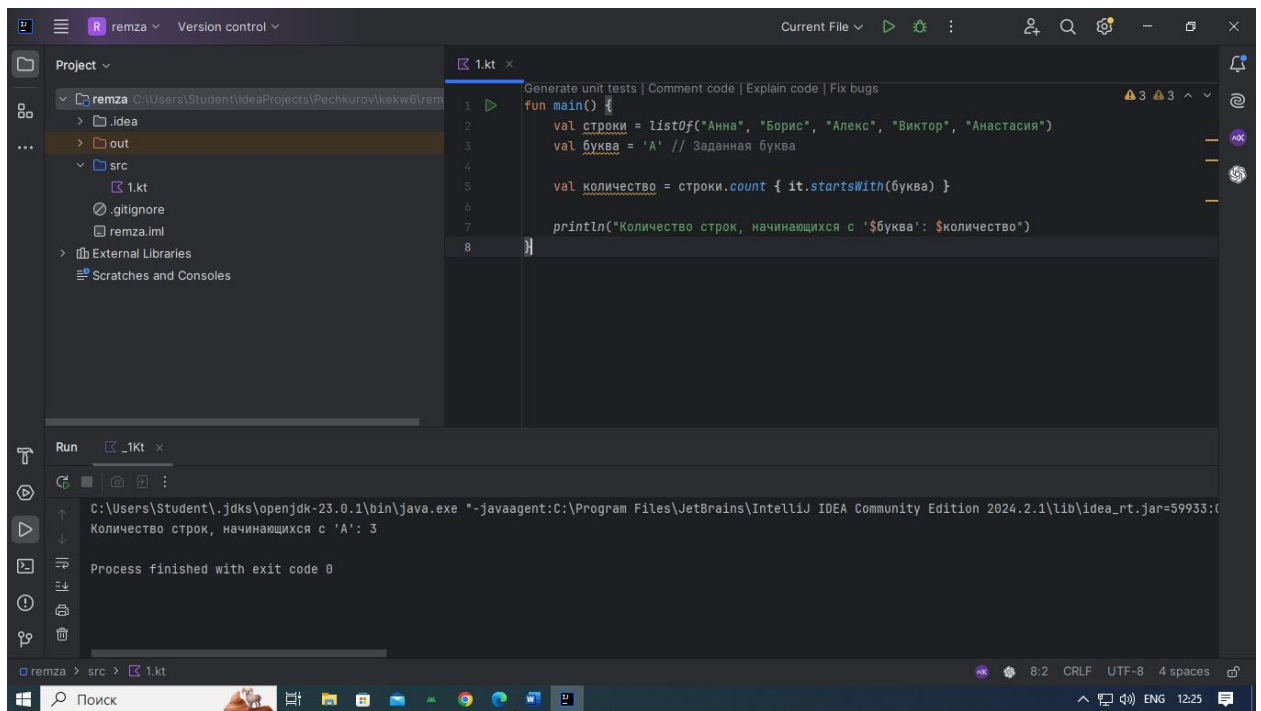 R remza Version control Current File
Project 1.kt
Generate unit tests | Comment code | Explain code | Fix bugs
remza C:\Users\Student\IdeaProjects\Pechkurov\kekw6\rem
3 3
.idea
out
src
1.kt
.gitignore
remza.iml
External Libraries
Scratches and Consoles
1 fun main() {
2 val строки = listOf("Анна", "Борис", "Алекс", "Виктор", "Анастасия")
3 val буква = 'А' // Заданная буква
4
5 val количество = строки.count { it.startsWith(буква) }
6
7 println("Количество строк, начинающихся с '$буква': $количество")
8 }
Run _1Kt
C:\Users\Student\.jdks\openjdk-23.0.1\bin\java.exe "-javaagent:C:\Program Files\JetBrains\IntelliJ IDEA Community Edition 2024.2.1\lib\idea_rt.jar=59933:C
Количество строк, начинающихся с 'А': 3
Process finished with exit code 0
remza > src > 1.kt 8:2 CRLF UTF-8 4 spaces
Поиск ENG 12:25